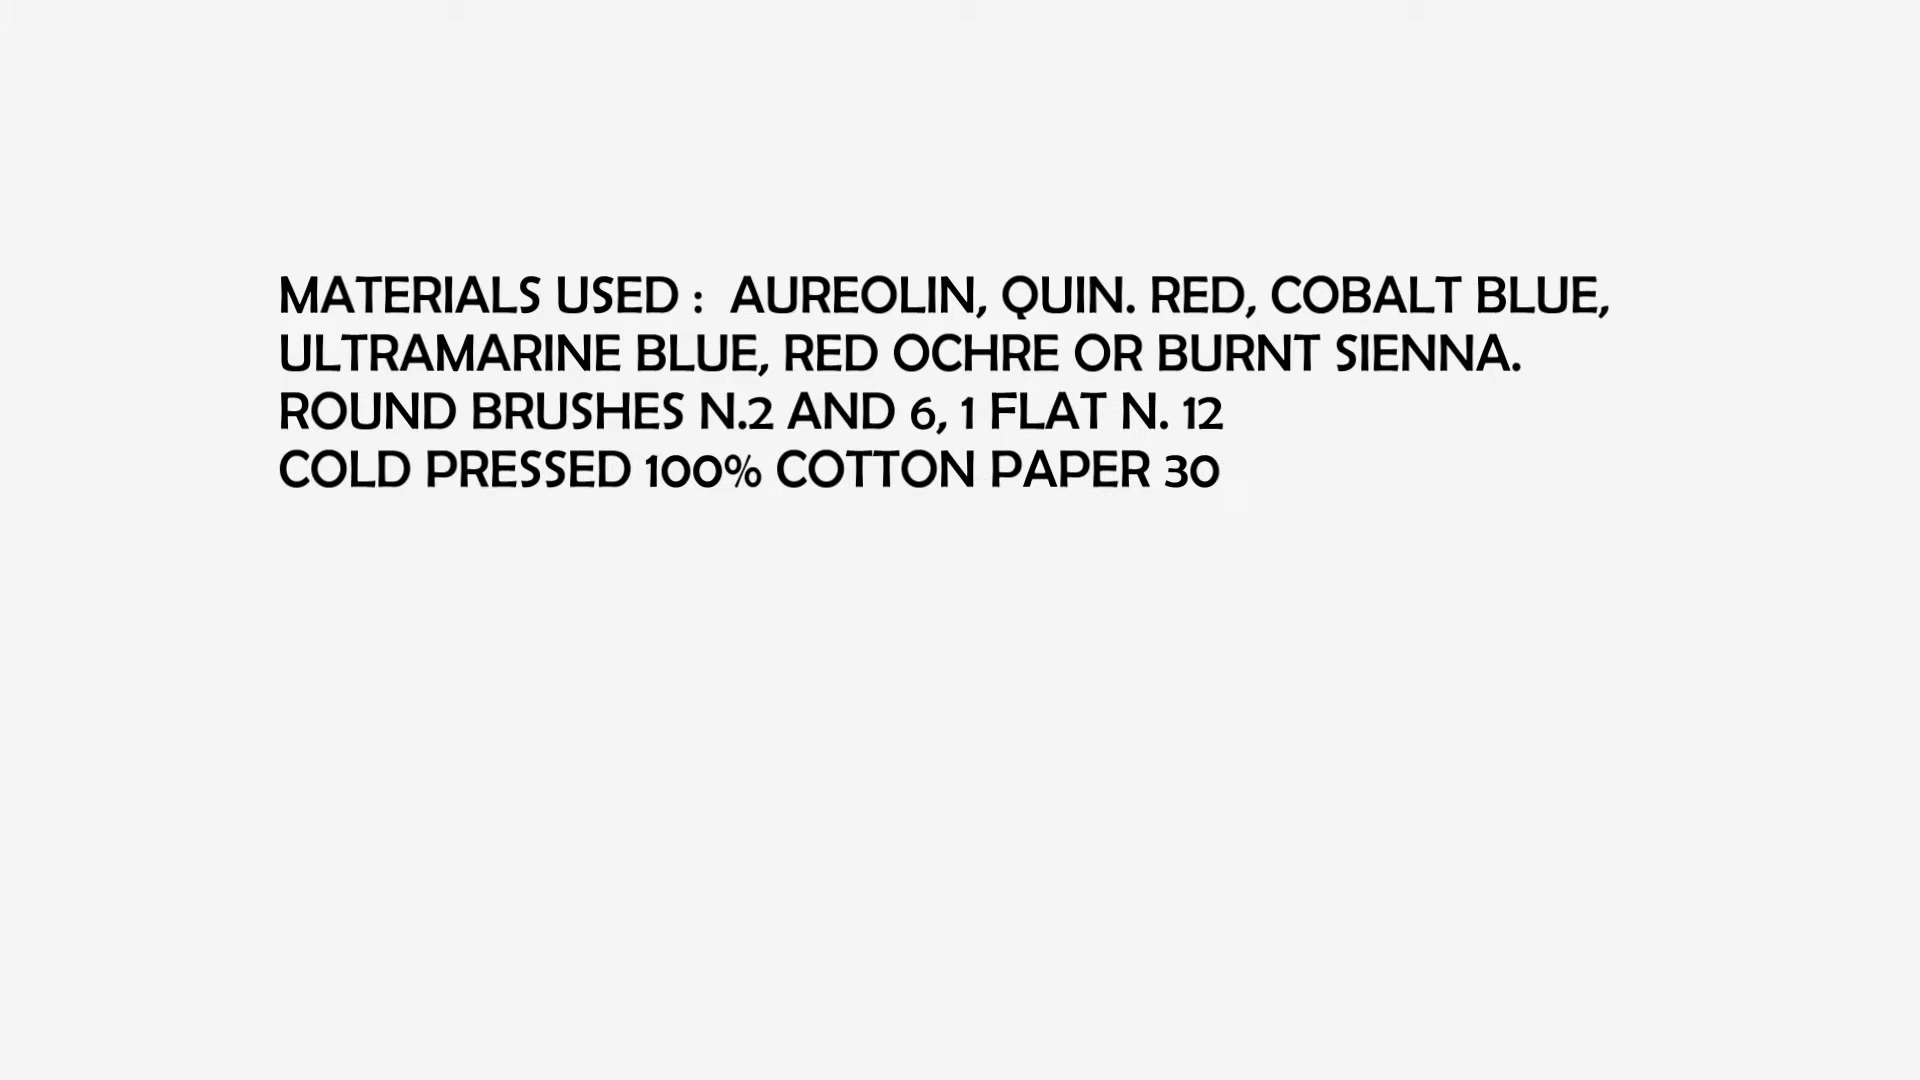 MATERIALS USED :  AUREOLIN, QUIN. RED, COBALT BLUE,
ULTRAMARINE BLUE, RED OCHRE OR BURNT SIENNA.
ROUND BRUSHES N.2 AND 6, 1 FLAT N. 12
COLD PRESSED 100% COTTON PAPER 30